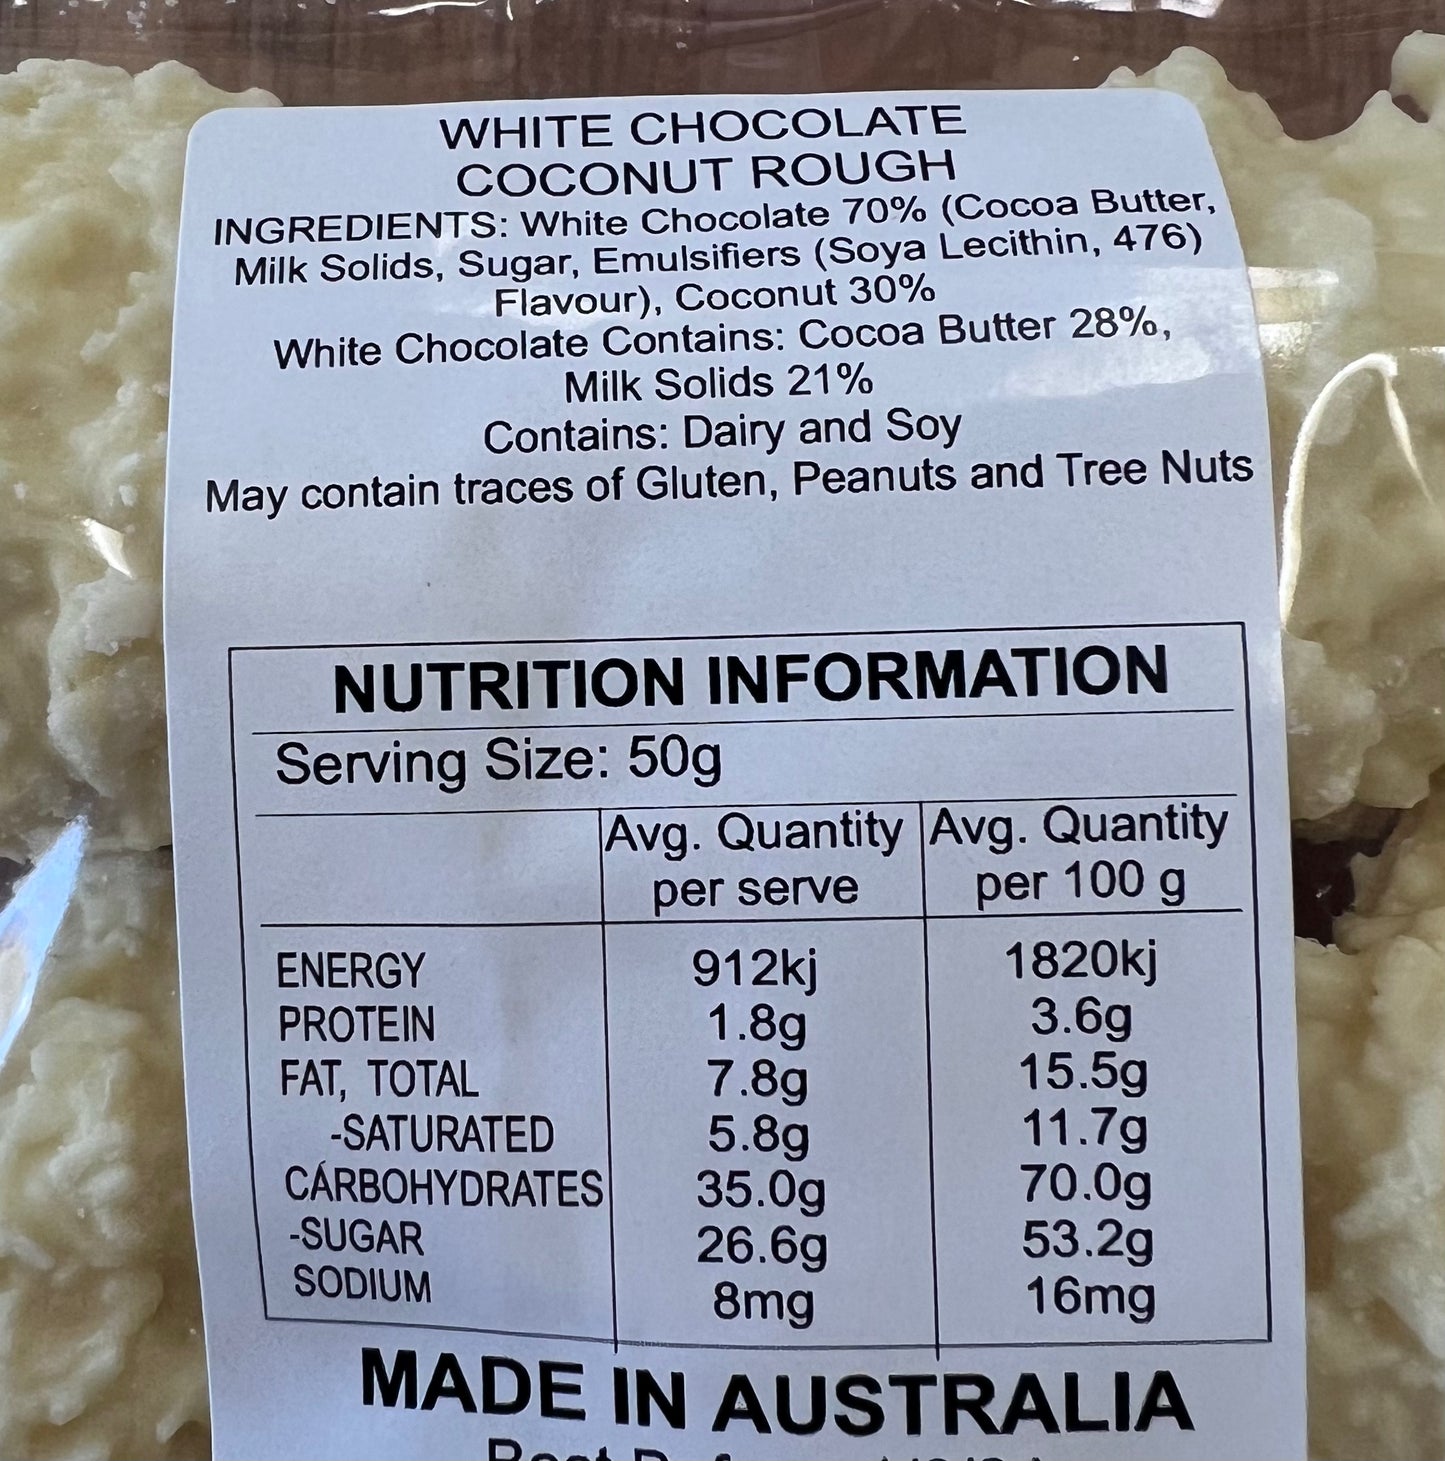 WHITE CHOCOLATE
COCONUT ROUGH
INGREDIENTS: White Chocolate 70% (Cocoa Butter,
Milk Solids, Sugar, Emulsifiers (Soya Lecithin, 476)
Flavour), Coconut 30%
White Chocolate Contains: Cocoa Butter 28%,
Milk Solids 21%
Contains: Dairy and Soy
May contain traces of Gluten, Peanuts and Tree Nuts
NUTRITION INFORMATION
Serving Size: 50g
Avg. Quantity Avg. Quantity
per serve per 100 g
ENERGY 912kj 1820kj
PROTEIN 1.8g 3.6g
FAT, TOTAL 7.8g 15.5g
-SATURATED 5.8g 11.7g
CARBOHYDRATES 35.0g 70.0g
-SUGAR 26.6g 53.2g
SODIUM 8mg 16mg
MADE IN AUSTRALIA